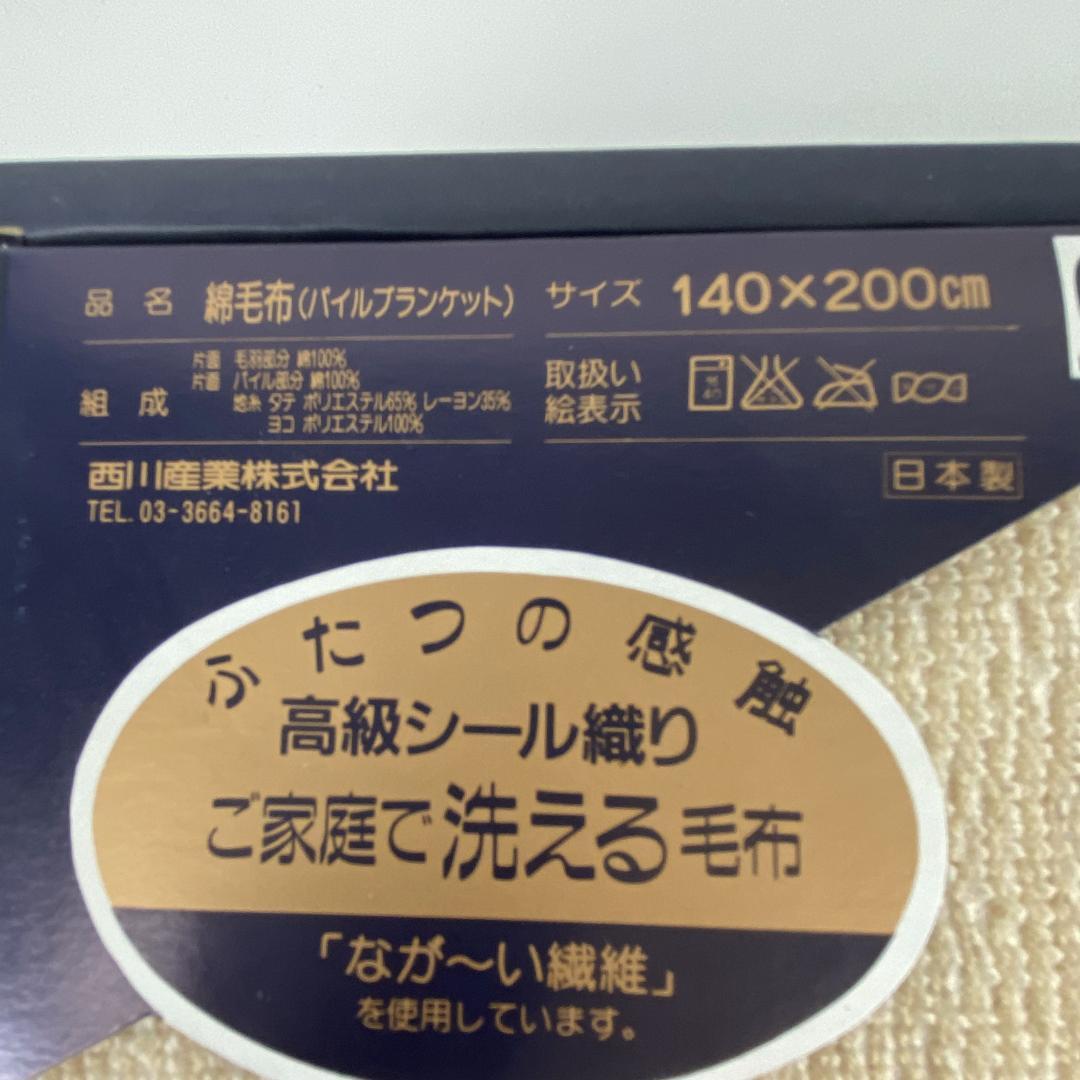 品名 綿毛布(パイルブランケット)
組成 片面 毛羽部分 綿100%
片面 パイル部分 綿100%
地糸 タテ ポリエステル65% レーヨン35%
ヨコ ポリエステル100%
サイズ 140×200cm
取扱い
絵表示
西川産業株式会社
TEL. 03-3664-8161
日本製
ふたつの感触
高級シール織り
ご家庭で洗える毛布
「なが〜い繊維」
を使用しています。